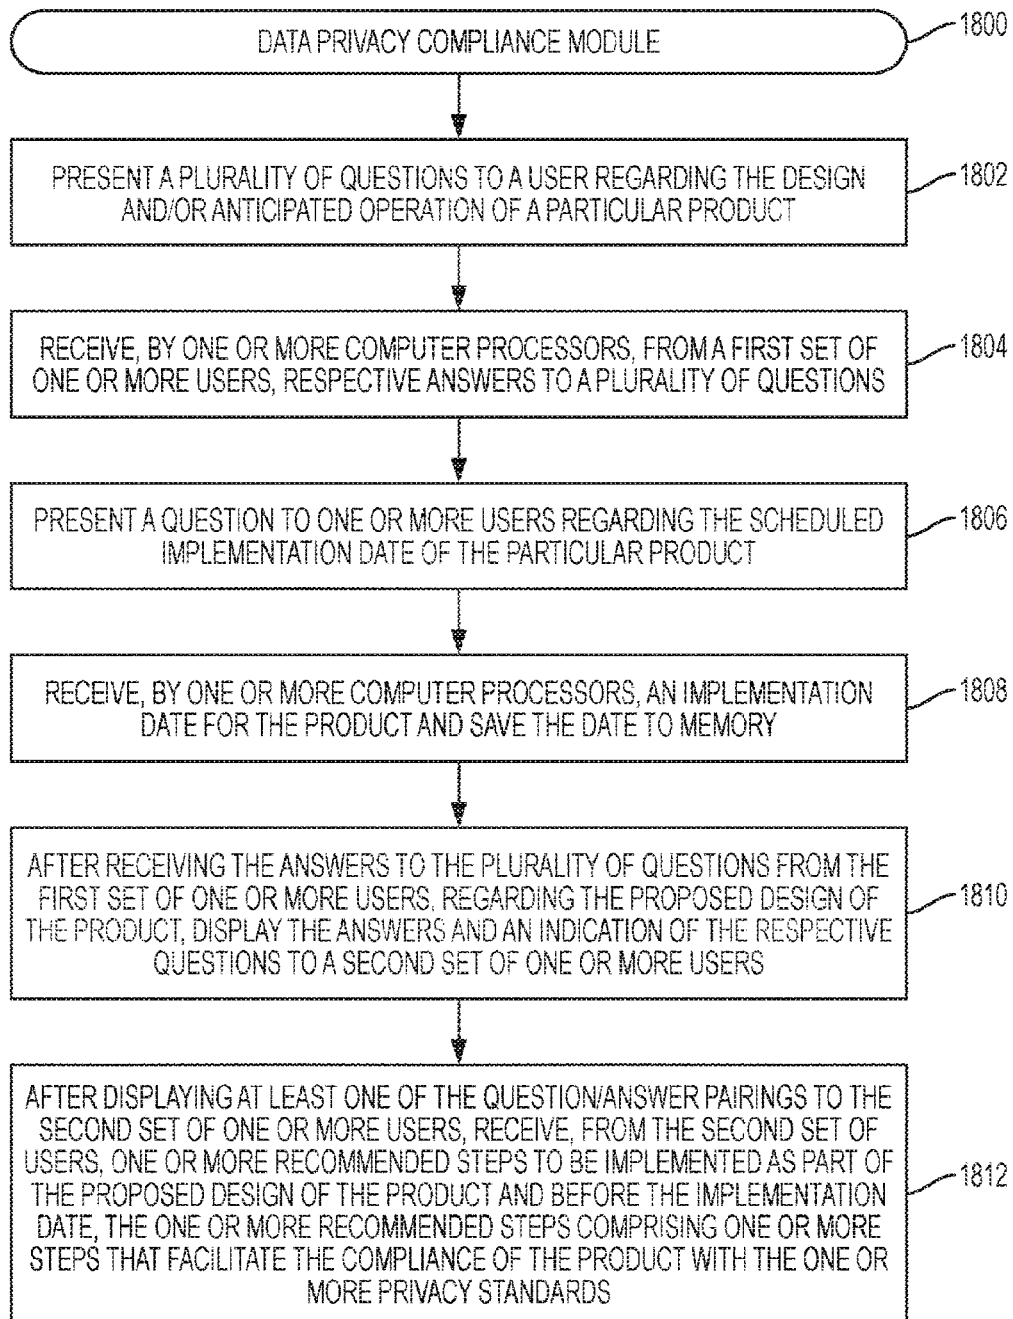 DATA PRIVACY COMPLIANCE MODULE
1800
PRESENT A PLURALITY OF QUESTIONS TO A USER REGARDING THE DESIGN
AND/OR ANTICIPATED OPERATION OF A PARTICULAR PRODUCT
1802
RECEIVE, BY ONE OR MORE COMPUTER PROCESSORS, FROM A FIRST SET OF
ONE OR MORE USERS, RESPECTIVE ANSWERS TO A PLURALITY OF QUESTIONS
1804
PRESENT A QUESTION TO ONE OR MORE USERS REGARDING THE SCHEDULED
IMPLEMENTATION DATE OF THE PARTICULAR PRODUCT
1806
RECEIVE, BY ONE OR MORE COMPUTER PROCESSORS, AN IMPLEMENTATION
DATE FOR THE PRODUCT AND SAVE THE DATE TO MEMORY
1808
AFTER RECEIVING THE ANSWERS TO THE PLURALITY OF QUESTIONS FROM THE
FIRST SET OF ONE OR MORE USERS, REGARDING THE PROPOSED DESIGN OF
THE PRODUCT, DISPLAY THE ANSWERS AND AN INDICATION OF THE RESPECTIVE
QUESTIONS TO A SECOND SET OF ONE OR MORE USERS
1810
AFTER DISPLAYING AT LEAST ONE OF THE QUESTION/ANSWER PAIRINGS TO THE
SECOND SET OF ONE OR MORE USERS, RECEIVE, FROM THE SECOND SET OF
USERS, ONE OR MORE RECOMMENDED STEPS TO BE IMPLEMENTED AS PART OF
THE PROPOSED DESIGN OF THE PRODUCT AND BEFORE THE IMPLEMENTATION
DATE, THE ONE OR MORE RECOMMENDED STEPS COMPRISING ONE OR MORE
STEPS THAT FACILITATE THE COMPLIANCE OF THE PRODUCT WITH THE ONE OR
MORE PRIVACY STANDARDS
1812